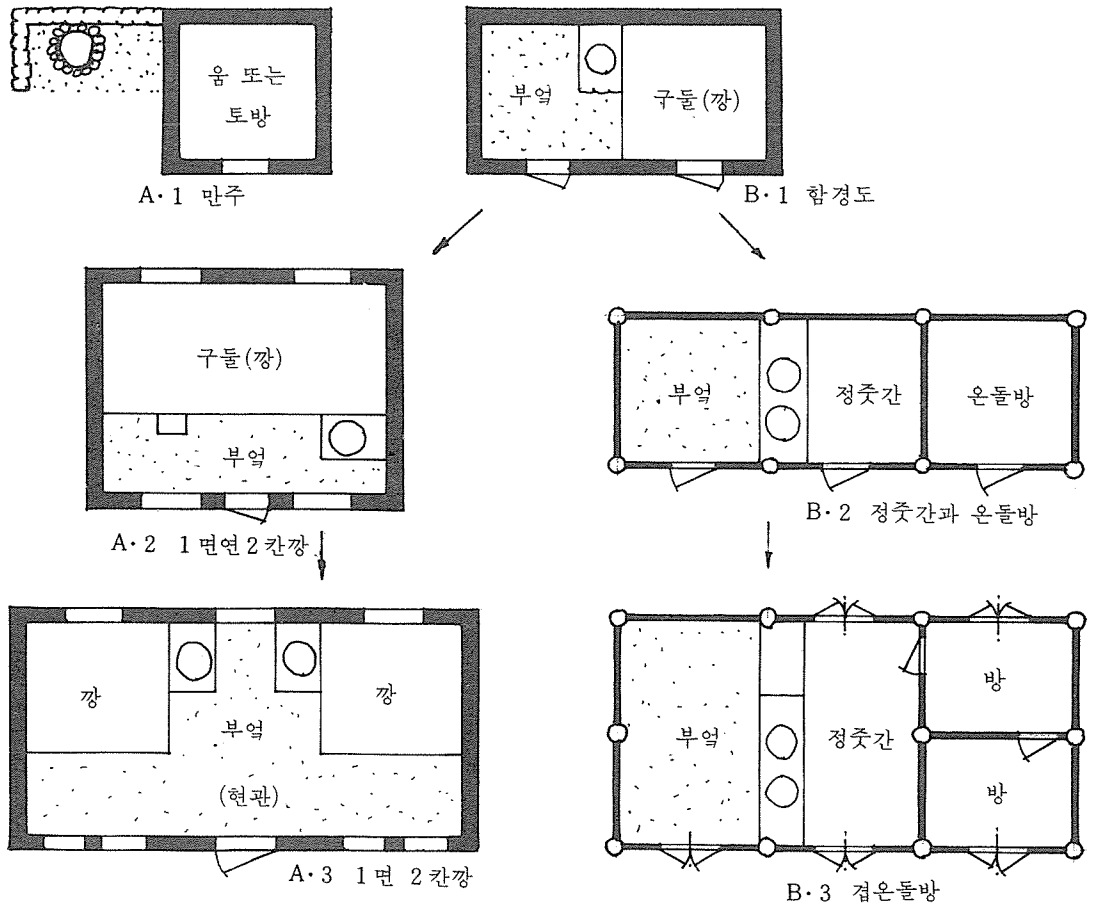 움 또는
토방
A·1 만주
부엌
구둘(깡)
B·1 함경도
구둘(깡)
부엌
A·2 1면연2칸깡
부엌
정줏간
온돌방
B·2 정줏간과 온돌방
깡
깡
부엌
(현관)
A·3 1면 2칸깡
부엌
정줏간
방
방
B·3 겹온돌방